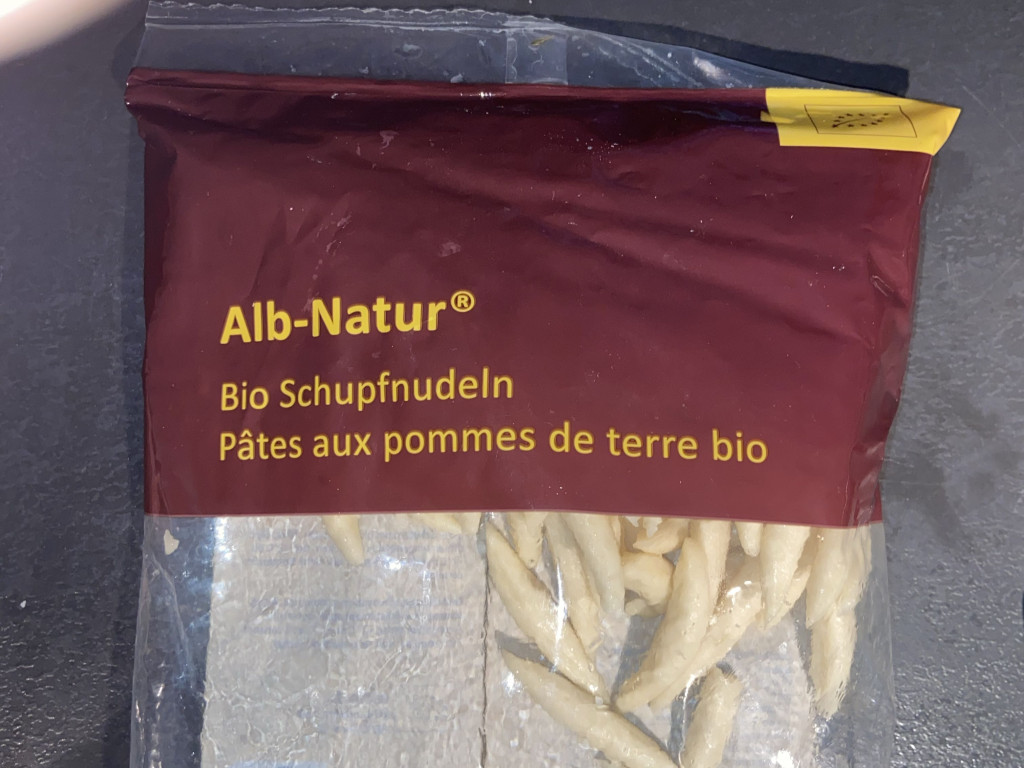 Alb-Natur®
Bio Schupfnudeln
Pâtes aux pommes de terre bio